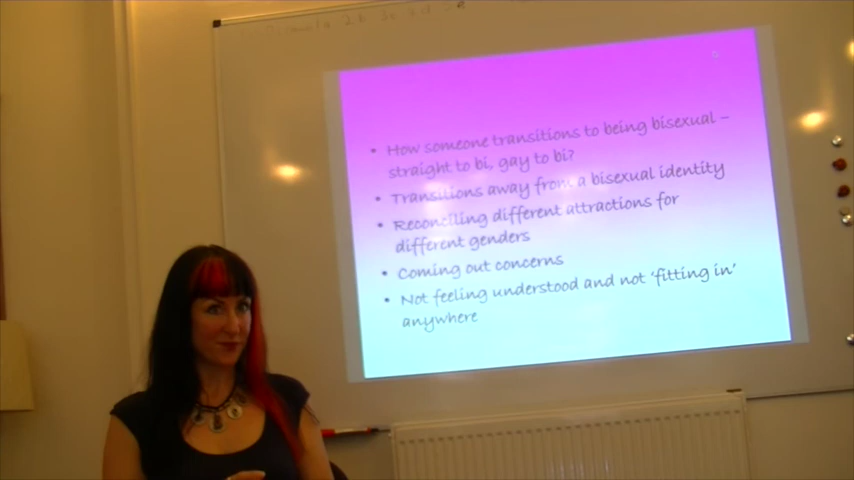 • How someone transitions to being bisexual –
straight to bi, gay to bi?
• Transitions away from a bisexual identity
• Reconciling different attractions for
different genders
• Coming out concerns
• Not feeling understood and not 'fitting in'
anywhere